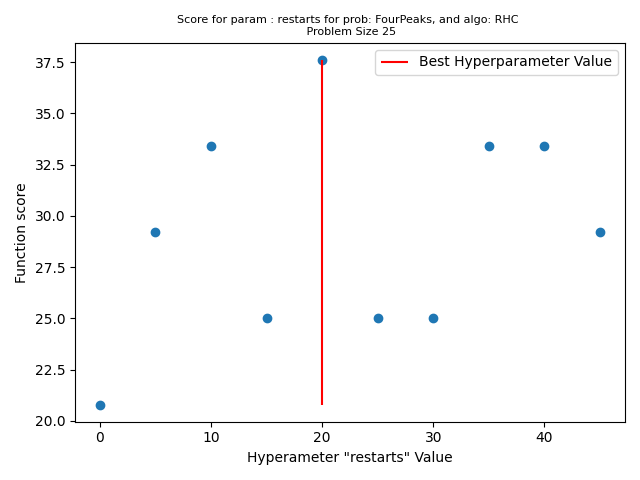 Score for param : restarts for prob: FourPeaks, and algo: RHC
Problem Size 25
Best Hyperparameter Value
37.5
35.0
32.5
30.0
27.5
25.0
22.5
20.0
Function score
0 10 20 30 40
Hyperameter "restarts" Value